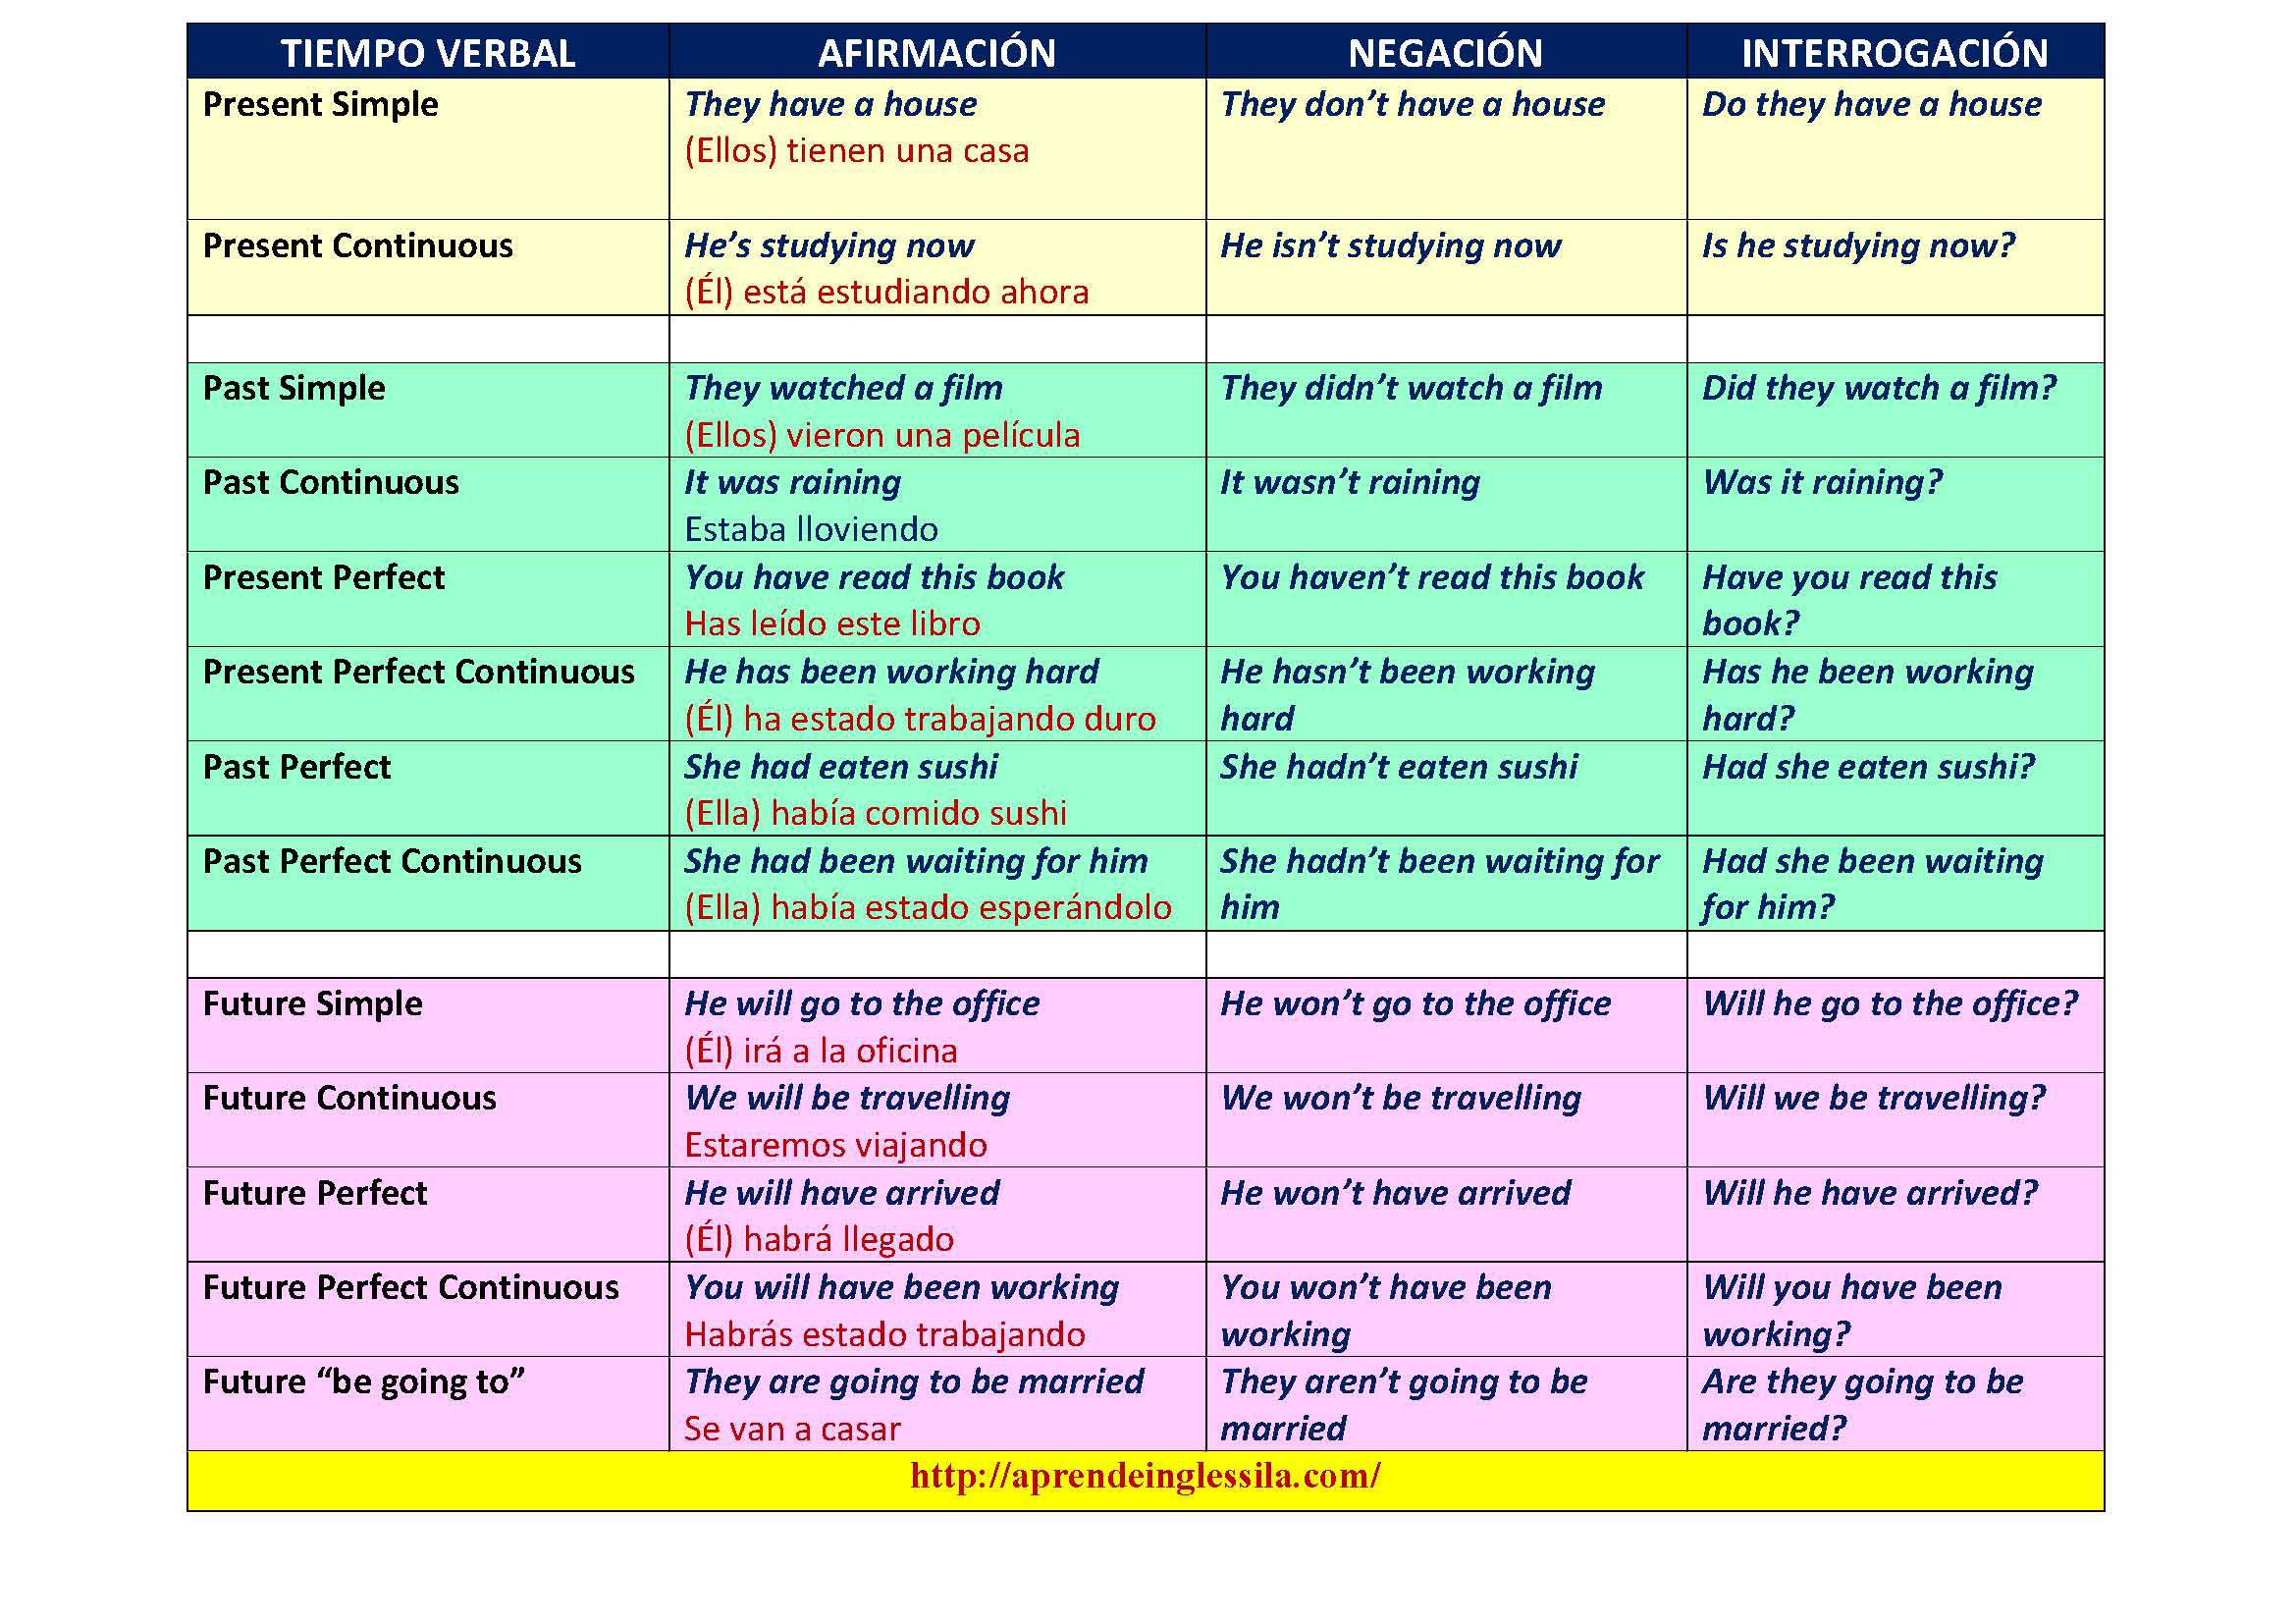 TIEMPO VERBAL AFIRMACIÓN NEGACIÓN INTERROGACIÓN
Present Simple They have a house They don’t have a house Do they have a house
(Ellos) tienen una casa
Present Continuous He’s studying now He isn’t studying now Is he studying now?
(Él) está estudiando ahora
Past Simple They watched a film They didn’t watch a film Did they watch a film?
(Ellos) vieron una película
Past Continuous It was raining It wasn’t raining Was it raining?
Estaba lloviendo
Present Perfect You have read this book You haven’t read this book Have you read this
Has leído este libro book?
Present Perfect Continuous He has been working hard He hasn’t been working Has he been working
(Él) ha estado trabajando duro hard hard?
Past Perfect She had eaten sushi She hadn’t eaten sushi Had she eaten sushi?
(Ella) había comido sushi
Past Perfect Continuous She had been waiting for him She hadn’t been waiting for Had she been waiting
(Ella) había estado esperándolo him for him?
Future Simple He will go to the office He won’t go to the office Will he go to the office?
(Él) irá a la oficina
Future Continuous We will be travelling We won’t be travelling Will we be travelling?
Estaremos viajando
Future Perfect He will have arrived He won’t have arrived Will he have arrived?
(Él) habrá llegado
Future Perfect Continuous You will have been working You won’t have been Will you have been
Habrás estado trabajando working working?
Future “be going to” They are going to be married They aren’t going to be Are they going to be
Se van a casar married married?
http://aprendeinglessila.com/